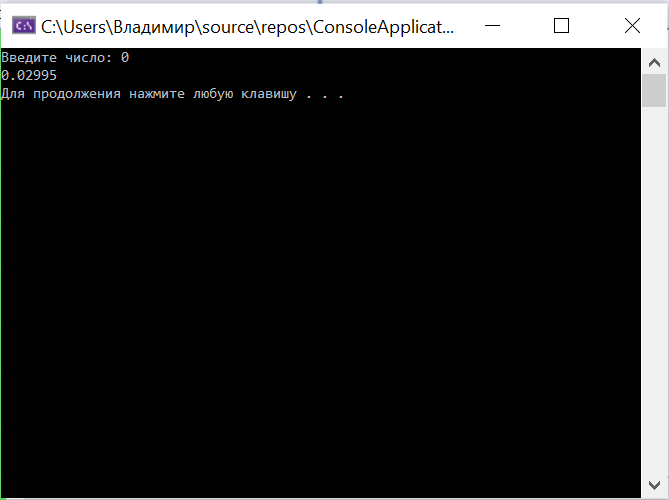 C:\Users\Владимир\source\repos\ConsoleApplicat...
Введите число: 0
0.02995
Для продолжения нажмите любую клавишу . . .